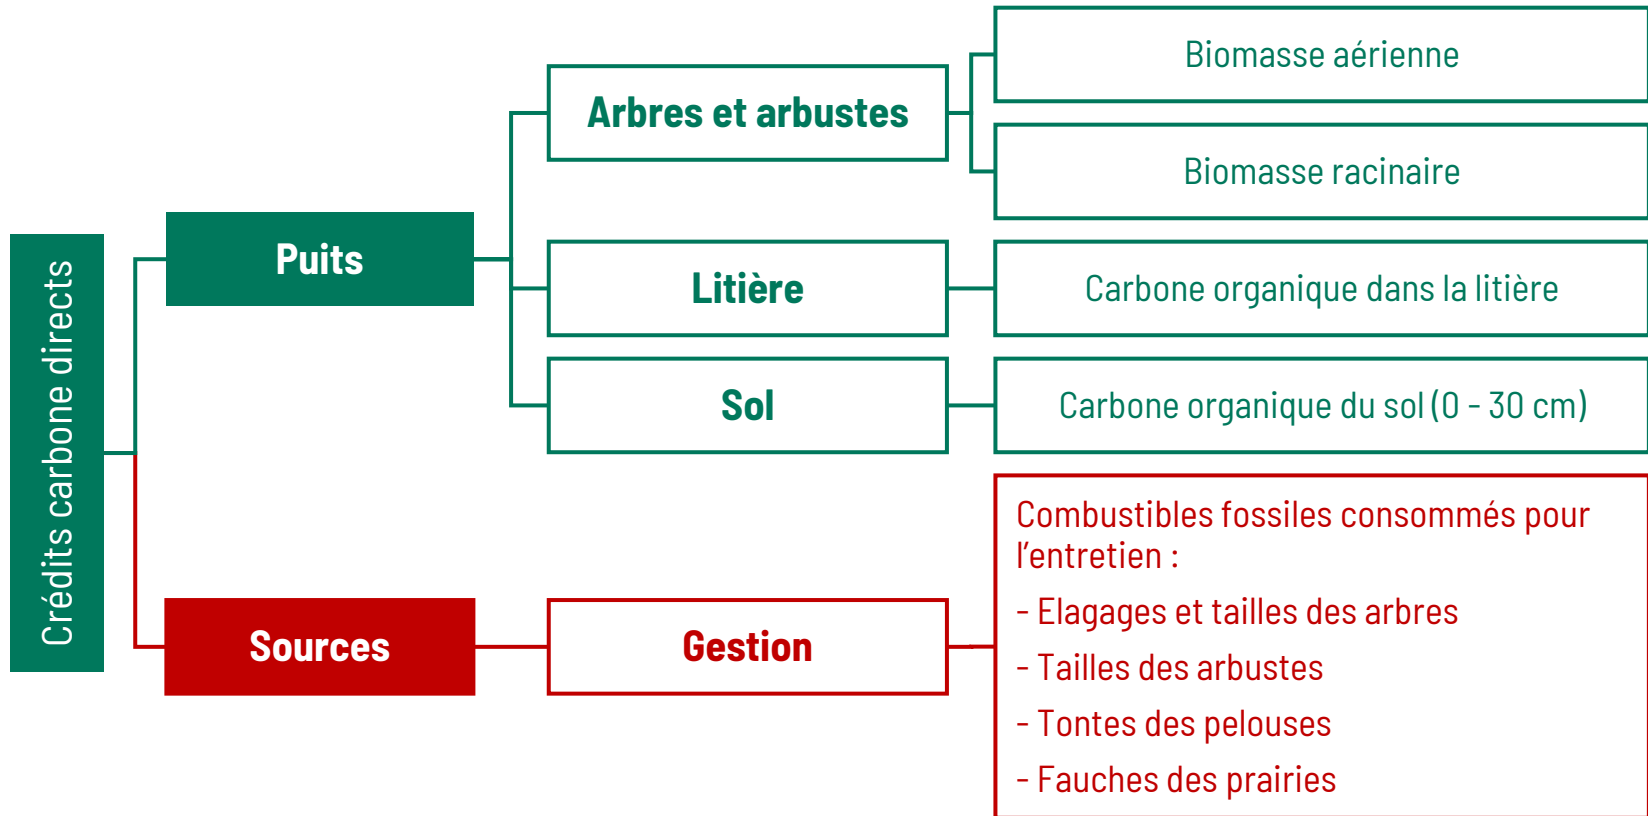 Crédits carbone directs
Puits
Arbres et arbustes
Biomasse aérienne
Biomasse racinaire
Litière
Carbone organique dans la litière
Sol
Carbone organique du sol (0 - 30 cm)
Sources
Gestion
Combustibles fossiles consommés pour
l'entretien :
- Elagages et tailles des arbres
- Tailles des arbustes
- Tontes des pelouses
- Fauches des prairies